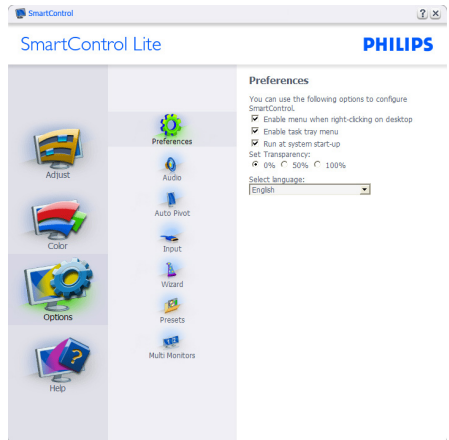 SmartControl
? ×
SmartControl Lite
PHILIPS
Adjust
Color
Options
Help
Preferences
Audio
Auto Pivot
Input
Wizard
Presets
Multi Monitors
Preferences
You can use the following options to configure
SmartControl.
Enable menu when right-clicking on desktop
Enable task tray menu
Run at system start-up
Set Transparency:
0% 50% 100%
Select language:
English